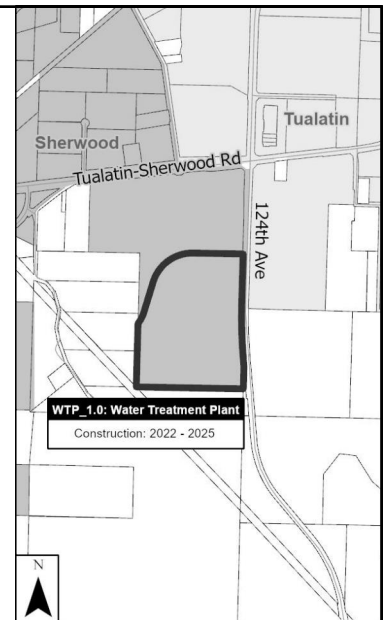 Tualatin
Sherwood
Tualatin-Sherwood Rd
124th Ave
WTP_1.0: Water Treatment Plant
Construction: 2022 - 2025
N